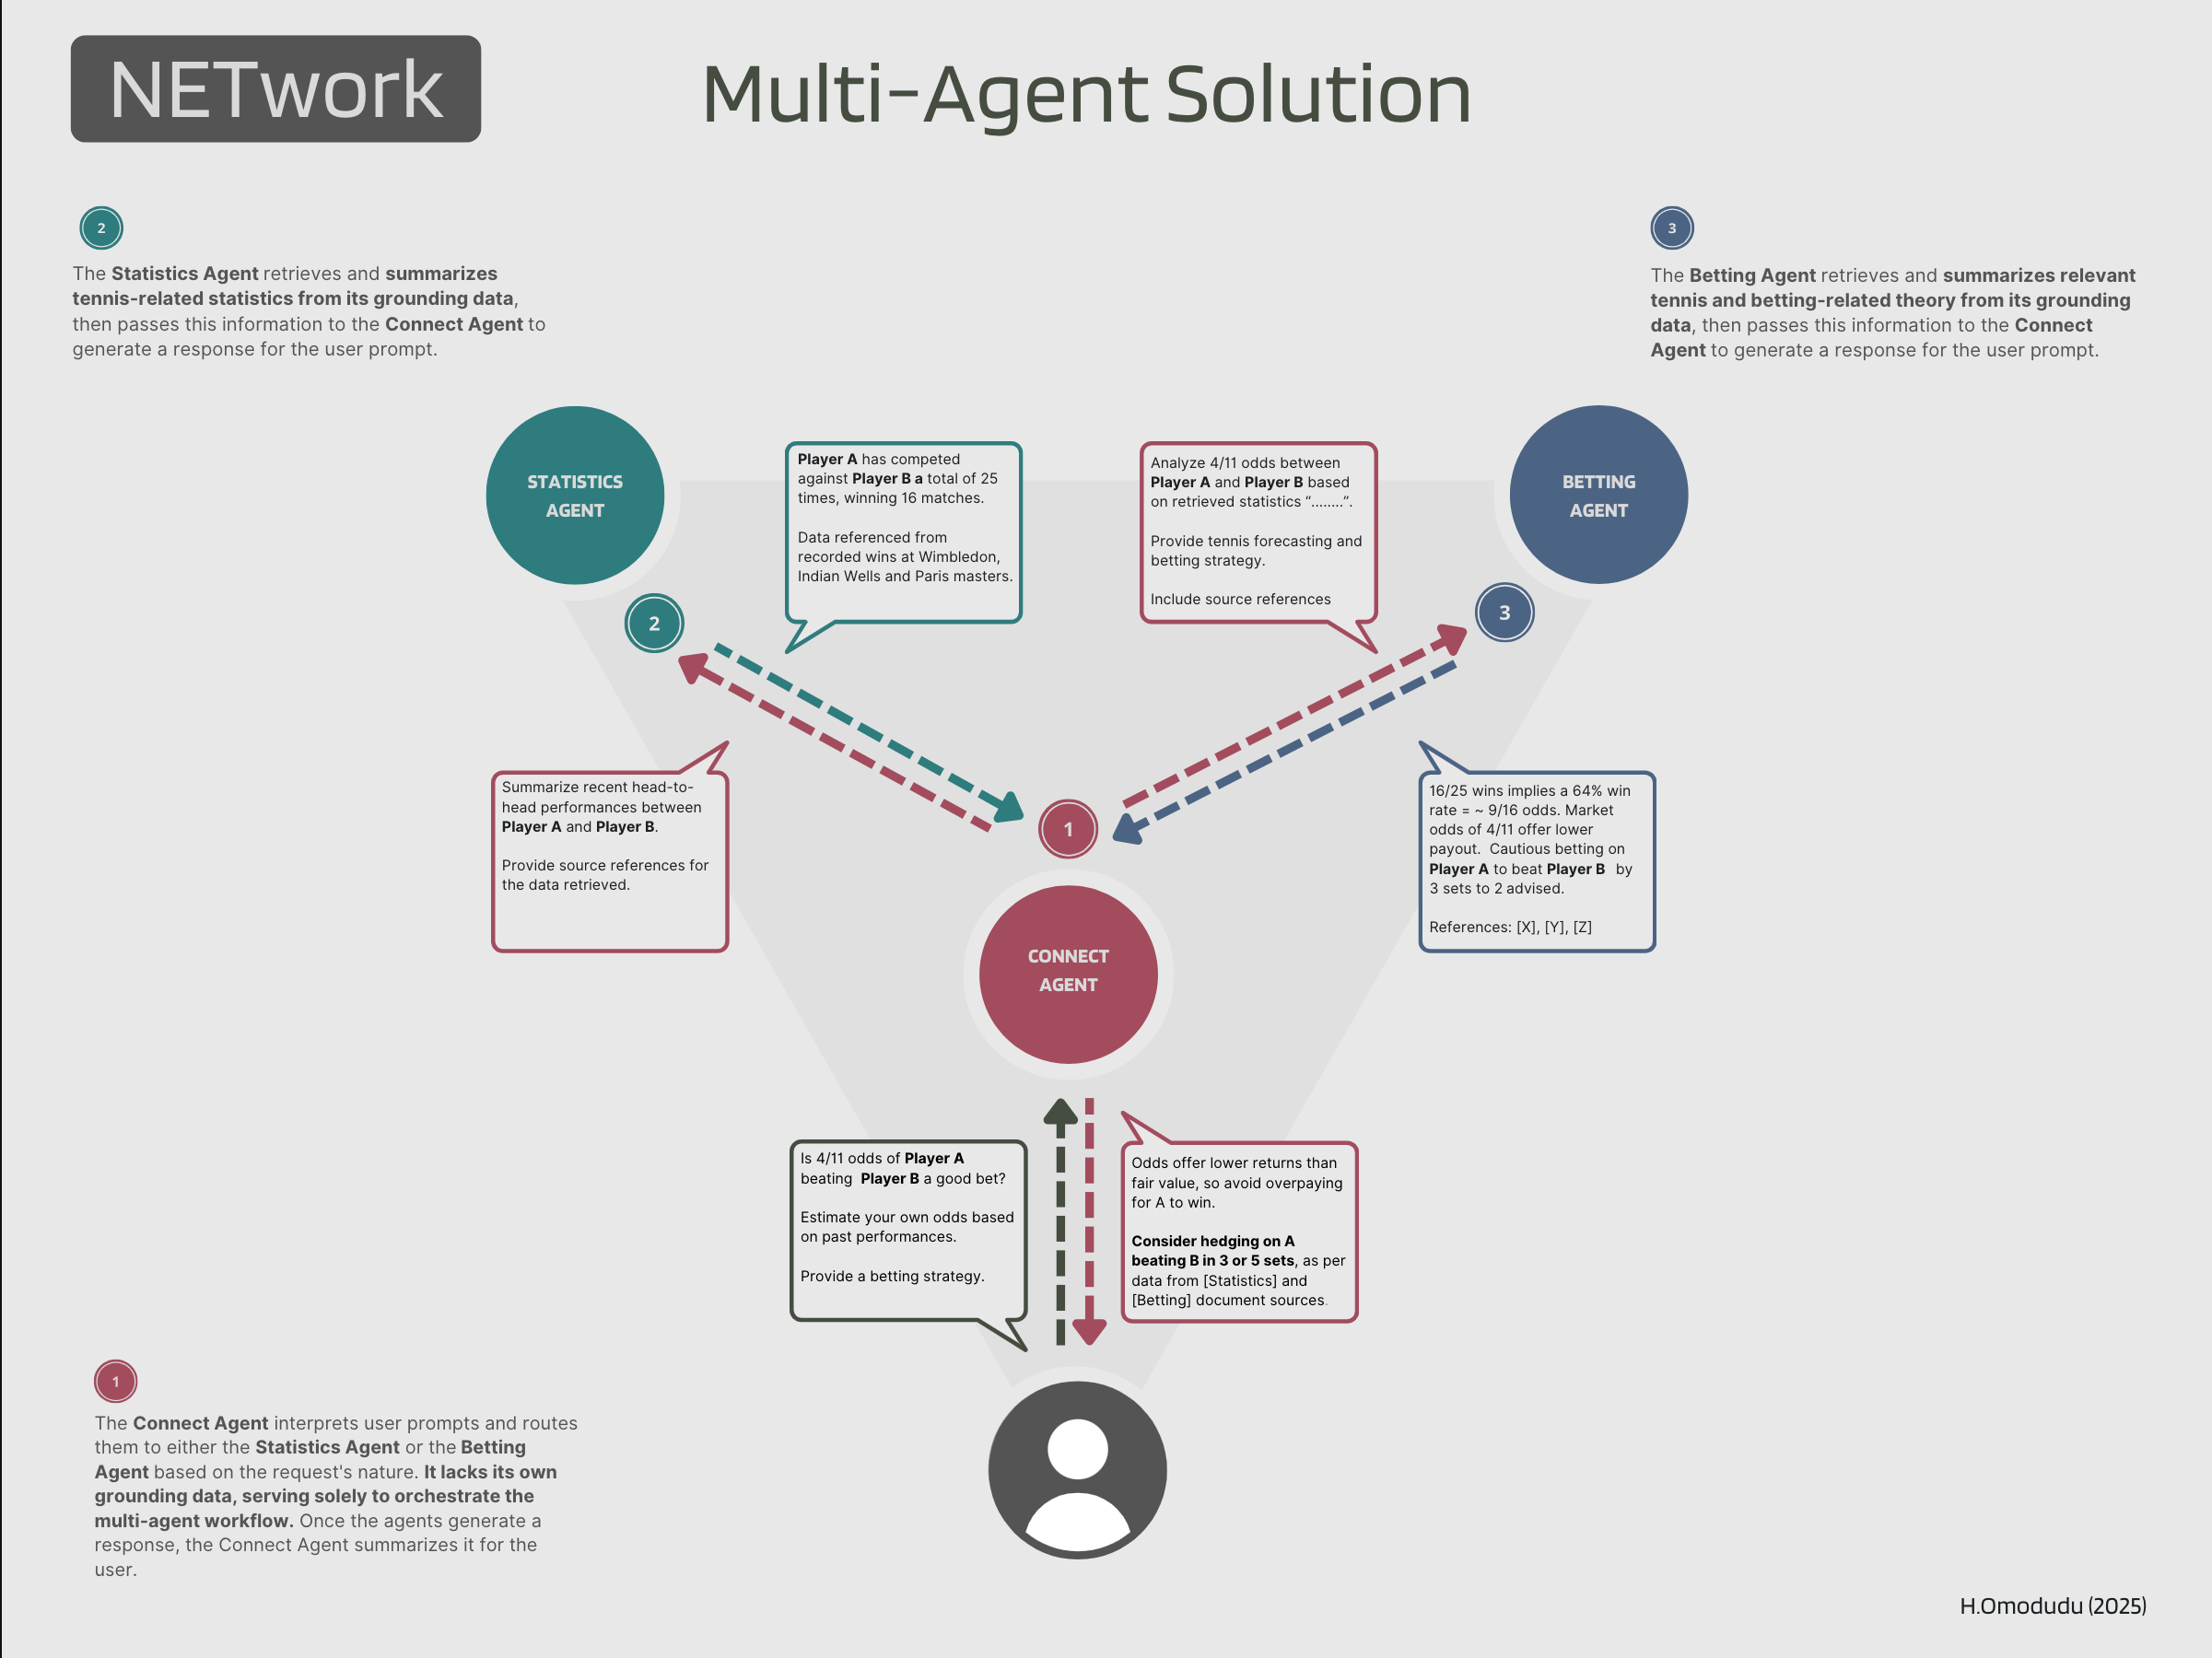 NETwork
Multi-Agent Solution
2
The Statistics Agent retrieves and summarizes
tennis-related statistics from its grounding data,
then passes this information to the Connect Agent to
generate a response for the user prompt.
3
The Betting Agent retrieves and summarizes relevant
tennis and betting-related theory from its grounding
data, then passes this information to the Connect
Agent to generate a response for the user prompt.
STATISTICS
AGENT
Player A has competed
against Player B a total of 25
times, winning 16 matches.
Data referenced from
recorded wins at Wimbledon,
Indian Wells and Paris masters.
Analyze 4/11 odds between
Player A and Player B based
on retrieved statistics “........”.
Provide tennis forecasting and
betting strategy.
Include source references
BETTING
AGENT
2
3
Summarize recent head-to-
head performances between
Player A and Player B.
Provide source references for
the data retrieved.
1
16/25 wins implies a 64% win
rate = ~ 9/16 odds. Market
odds of 4/11 offer lower
payout. Cautious betting on
Player A to beat Player B by
3 sets to 2 advised.
References: [X], [Y], [Z]
CONNECT
AGENT
Is 4/11 odds of Player A
beating Player B a good bet?
Estimate your own odds based
on past performances.
Provide a betting strategy.
Odds offer lower returns than
fair value, so avoid overpaying
for A to win.
Consider hedging on A
beating B in 3 or 5 sets, as per
data from [Statistics] and
[Betting] document sources.
1
The Connect Agent interprets user prompts and routes
them to either the Statistics Agent or the Betting
Agent based on the request's nature. It lacks its own
grounding data, serving solely to orchestrate the
multi-agent workflow. Once the agents generate a
response, the Connect Agent summarizes it for the
user.
H.Omodudu (2025)